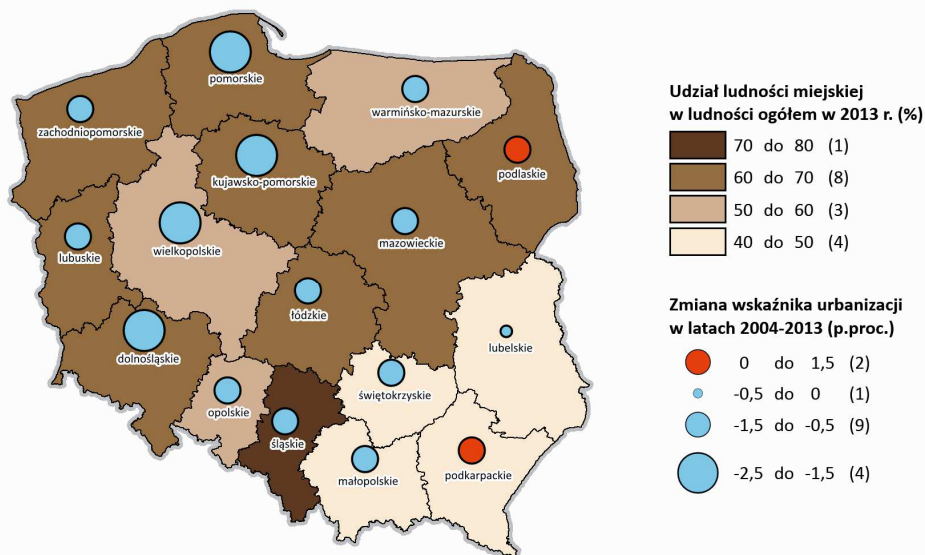 pomorskie
zachodniopomorskie
warmińsko-mazurskie
podlaskie
kujawsko-pomorskie
mazowieckie
wielkopolskie
lubuskie
łódzkie
lubelskie
dolnośląskie
opolskie
świętokrzyskie
śląskie
małopolskie
podkarpackie
Udział ludności miejskiej
w ludności ogółem w 2013 r. (%)
70 do 80 (1)
60 do 70 (8)
50 do 60 (3)
40 do 50 (4)
Zmiana wskaźnika urbanizacji
w latach 2004-2013 (p.proc.)
0 do 1,5 (2)
-0,5 do 0 (1)
-1,5 do -0,5 (9)
-2,5 do -1,5 (4)